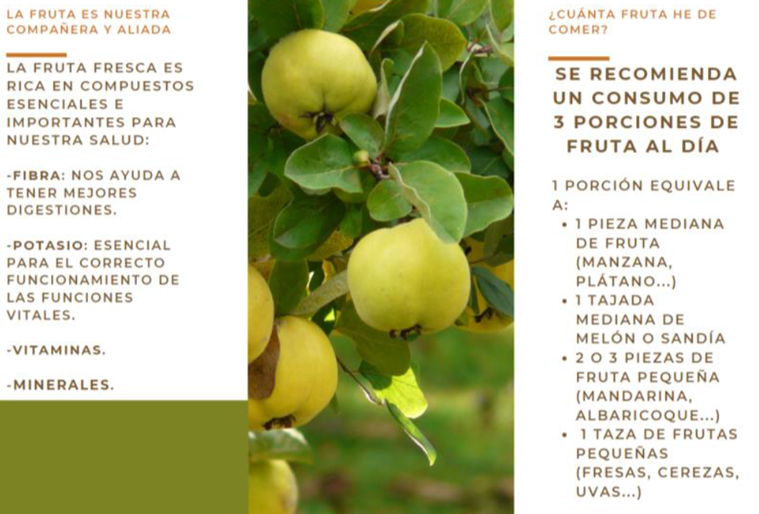 LA FRUTA ES NUESTRA
COMPAÑERA Y ALIADA
LA FRUTA FRESCA ES
RICA EN COMPUESTOS
ESENCIALES E
IMPORTANTES PARA
NUESTRA SALUD:
-FIBRA: NOS AYUDA A
TENER MEJORES
DIGESTIONES.
-POTASIO: ESENCIAL
PARA EL CORRECTO
FUNCIONAMIENTO DE
LAS FUNCIONES
VITALES.
-VITAMINAS.
-MINERALES.
¿CUÁNTA FRUTA HE DE
COMER?
SE RECOMIENDA
UN CONSUMO DE
3 PORCIONES DE
FRUTA AL DÍA
1 PORCIÓN EQUIVALE
A:
• 1 PIEZA MEDIANA
DE FRUTA
(MANZANA,
PLÁTANO...)
• 1 TAJADA
MEDIANA DE
MELÓN O SANDÍA
• 2 O 3 PIEZAS DE
FRUTA PEQUEÑA
(MANDARINA,
ALBARICOQUE...)
• 1 TAZA DE FRUTAS
PEQUEÑAS
(FRESAS, CEREZAS,
UVAS...)